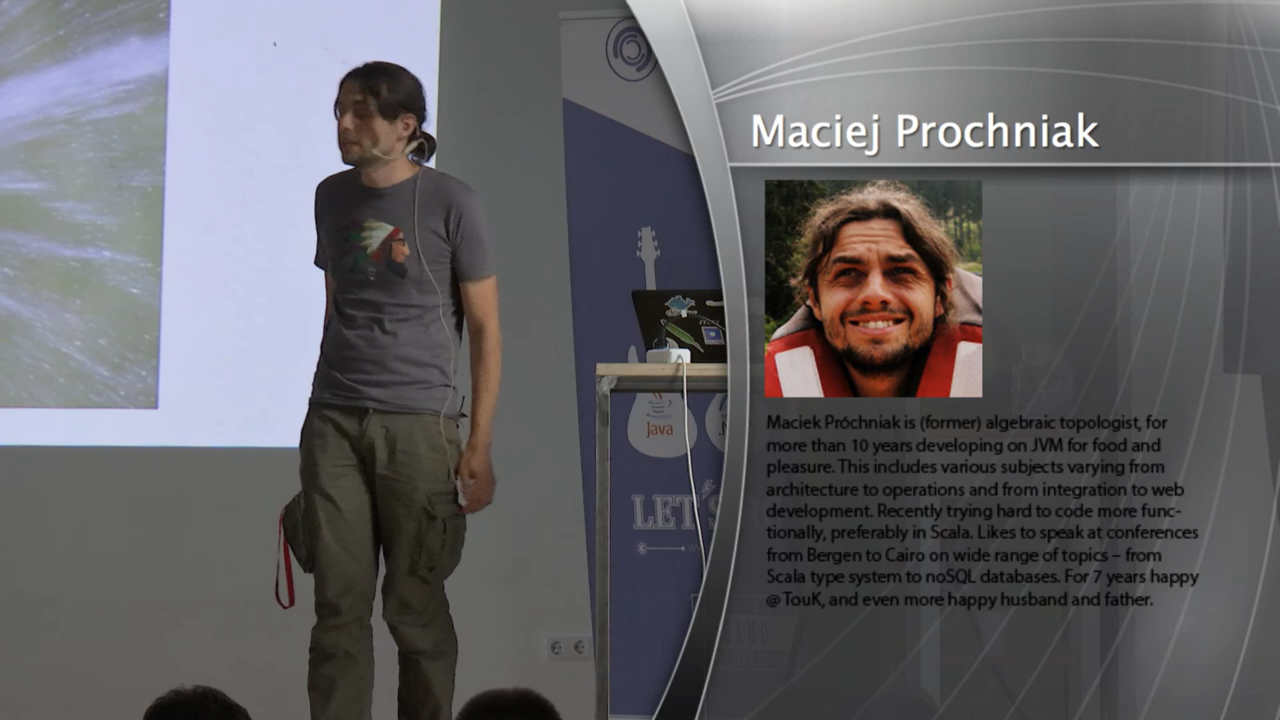 Maciej Prochniak
Maciek Próchniak is (former) algebraic topologist, for
more than 10 years developing on JVM for food and
pleasure. This includes various subjects varying from
architecture to operations and from integration to web
development. Recently trying hard to code more func-
tionally, preferably in Scala. Likes to speak at conferences
from Bergen to Cairo on wide range of topics – from
Scala type system to noSQL databases. For 7 years happy
@TouK, and even more happy husband and father.
Java
LET'S